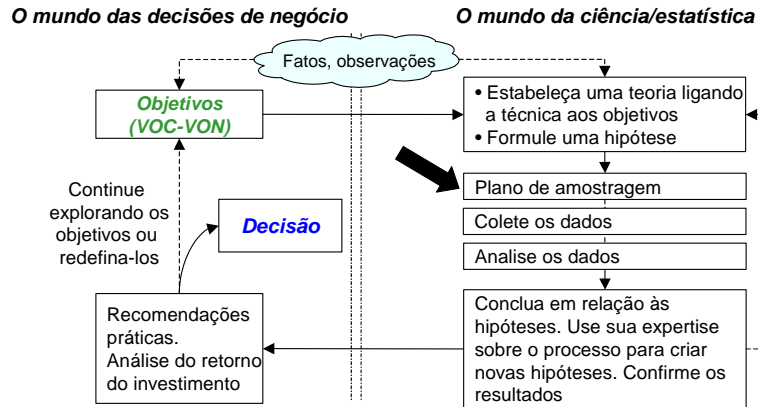 O mundo das decisões de negócio
O mundo da ciência/estatística
Fatos, observações
Objetivos
(VOC-VON)
• Estabeleça uma teoria ligando
a técnica aos objetivos
• Formule uma hipótese
Plano de amostragem
Colete os dados
Analise os dados
Continue
explorando os
objetivos ou
redefina-los
Decisão
Recomendações
práticas.
Análise do retorno
do investimento
Conclua em relação às
hipóteses. Use sua expertise
sobre o processo para criar
novas hipóteses. Confirme os
resultados